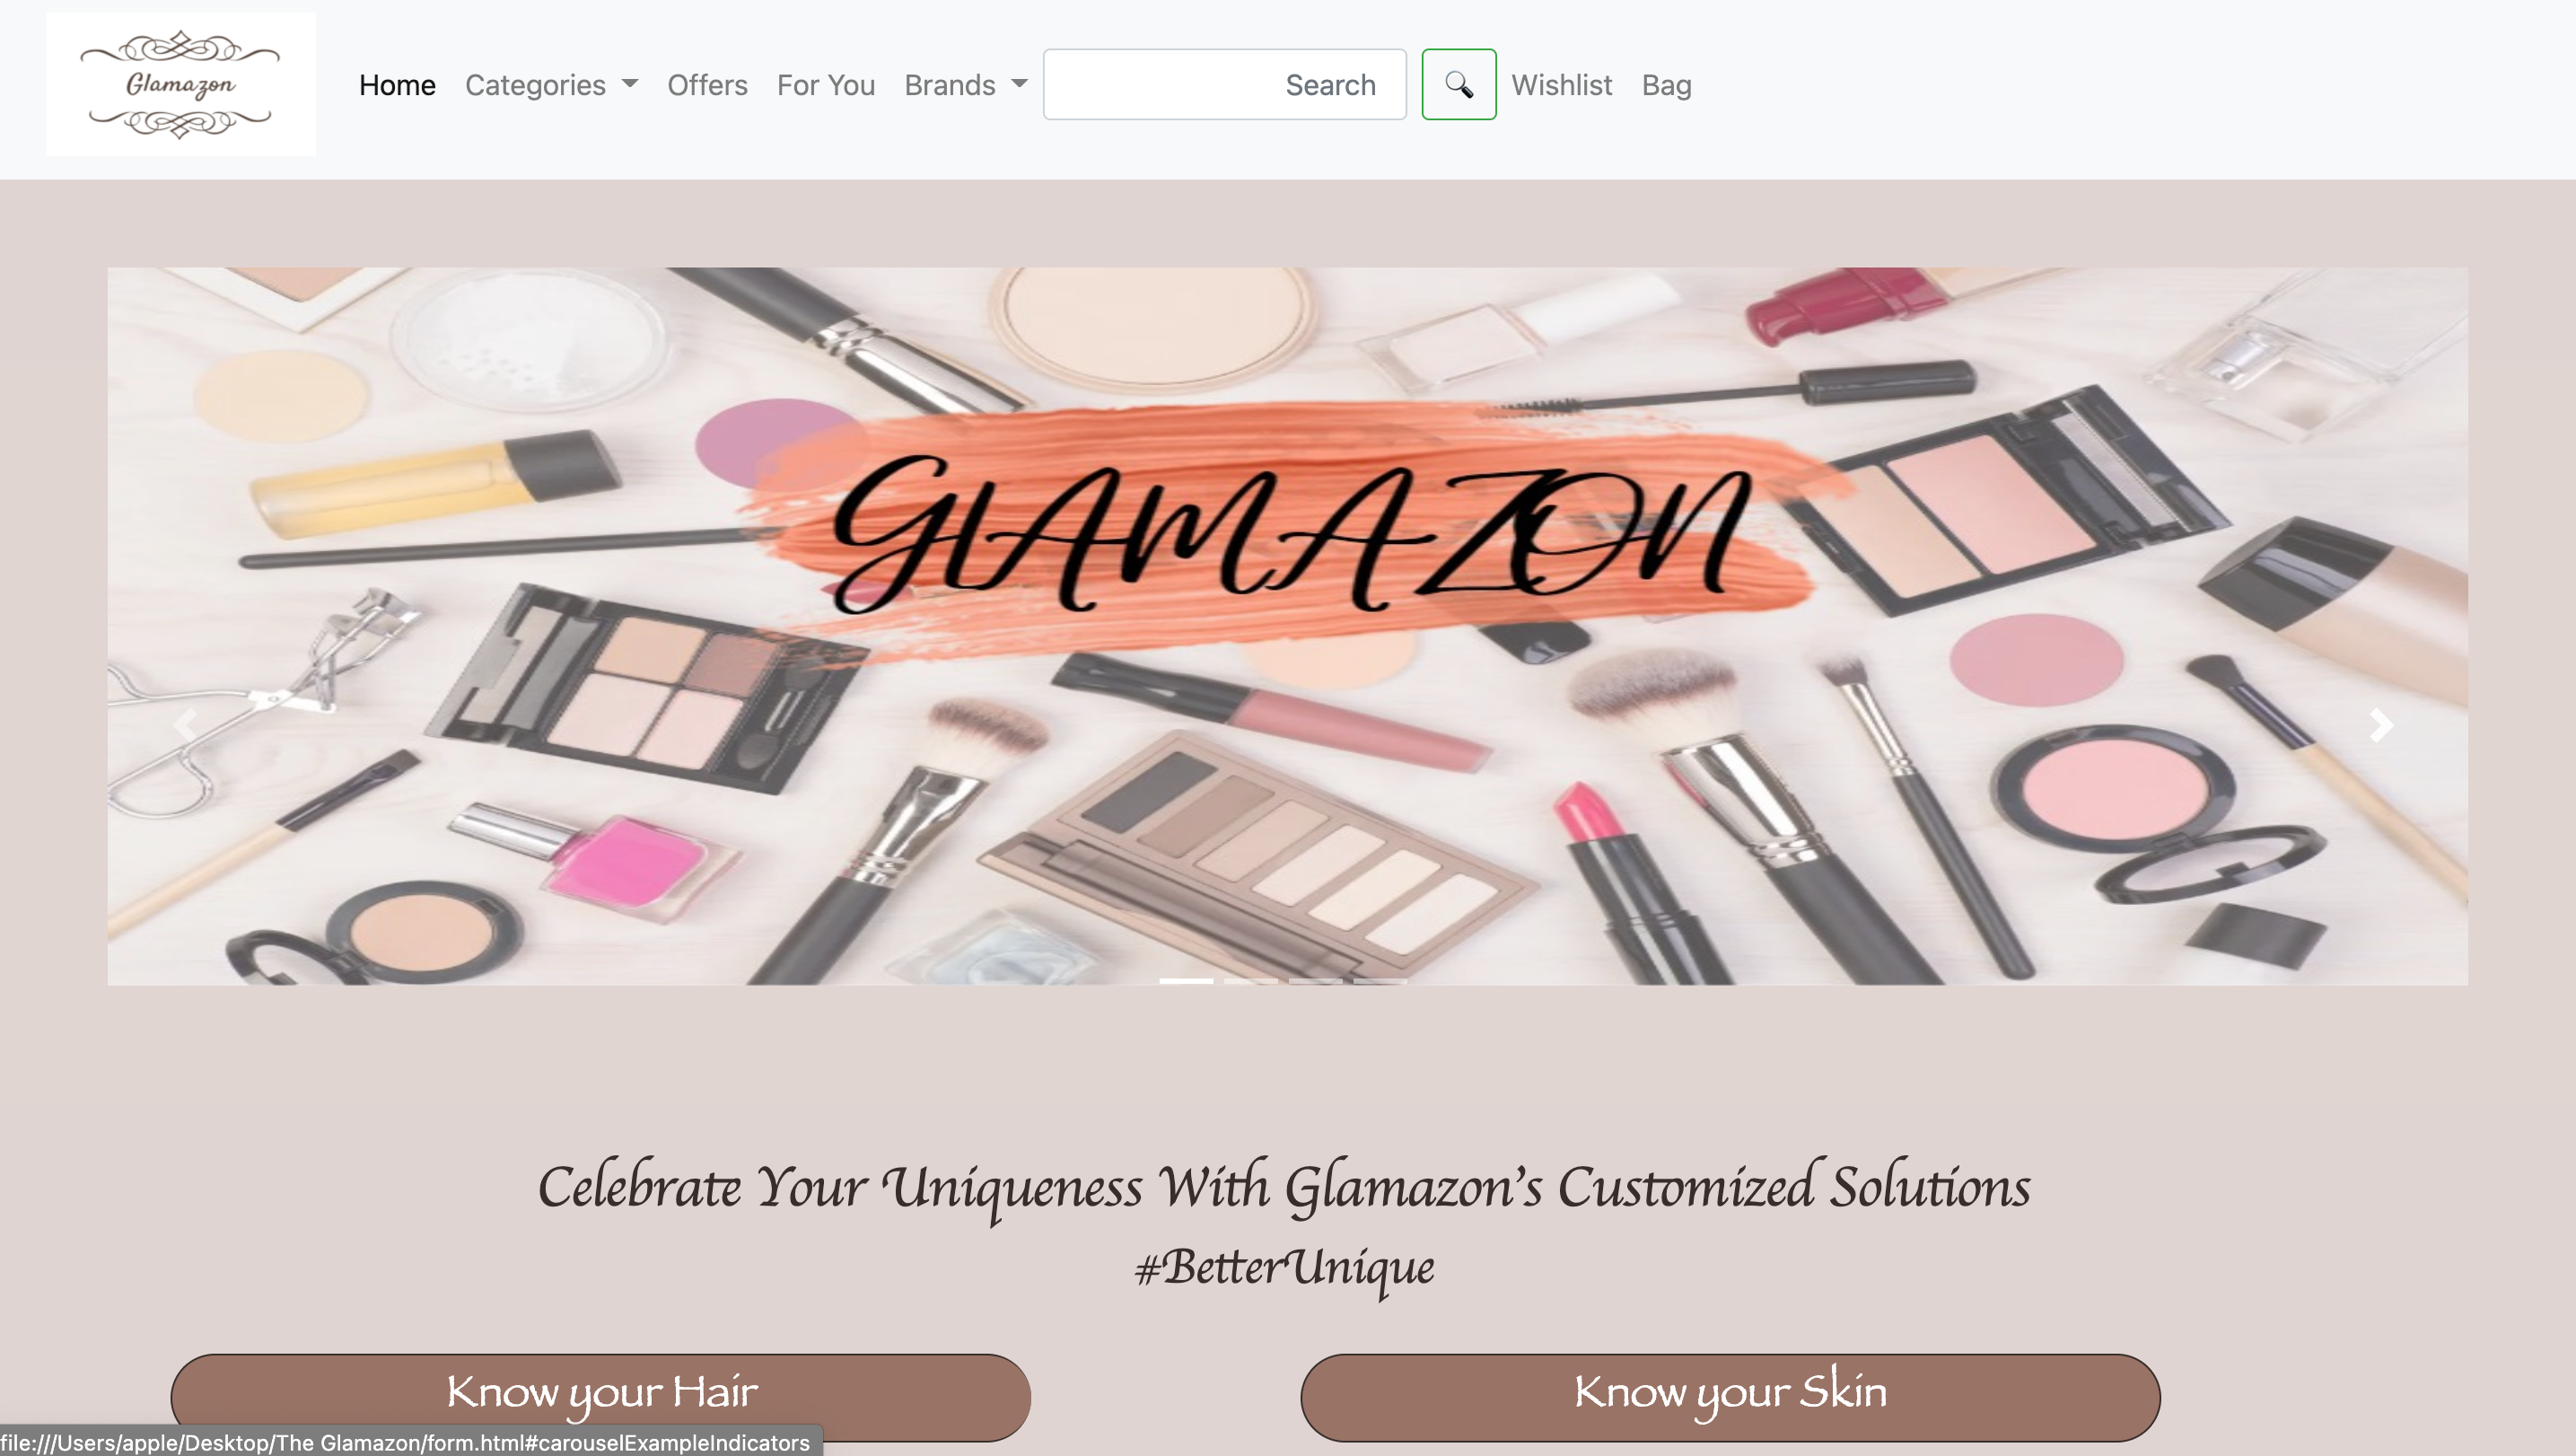 Glamazon
Home Categories Offers For You Brands Search Wishlist Bag
GLAMAZON
Celebrate Your Uniqueness With Glamazon's Customized Solutions
#BetterUnique
Know your Hair Know your Skin
file:///Users/apple/Desktop/The Glamazon/form.html#carouselExampleIndicators